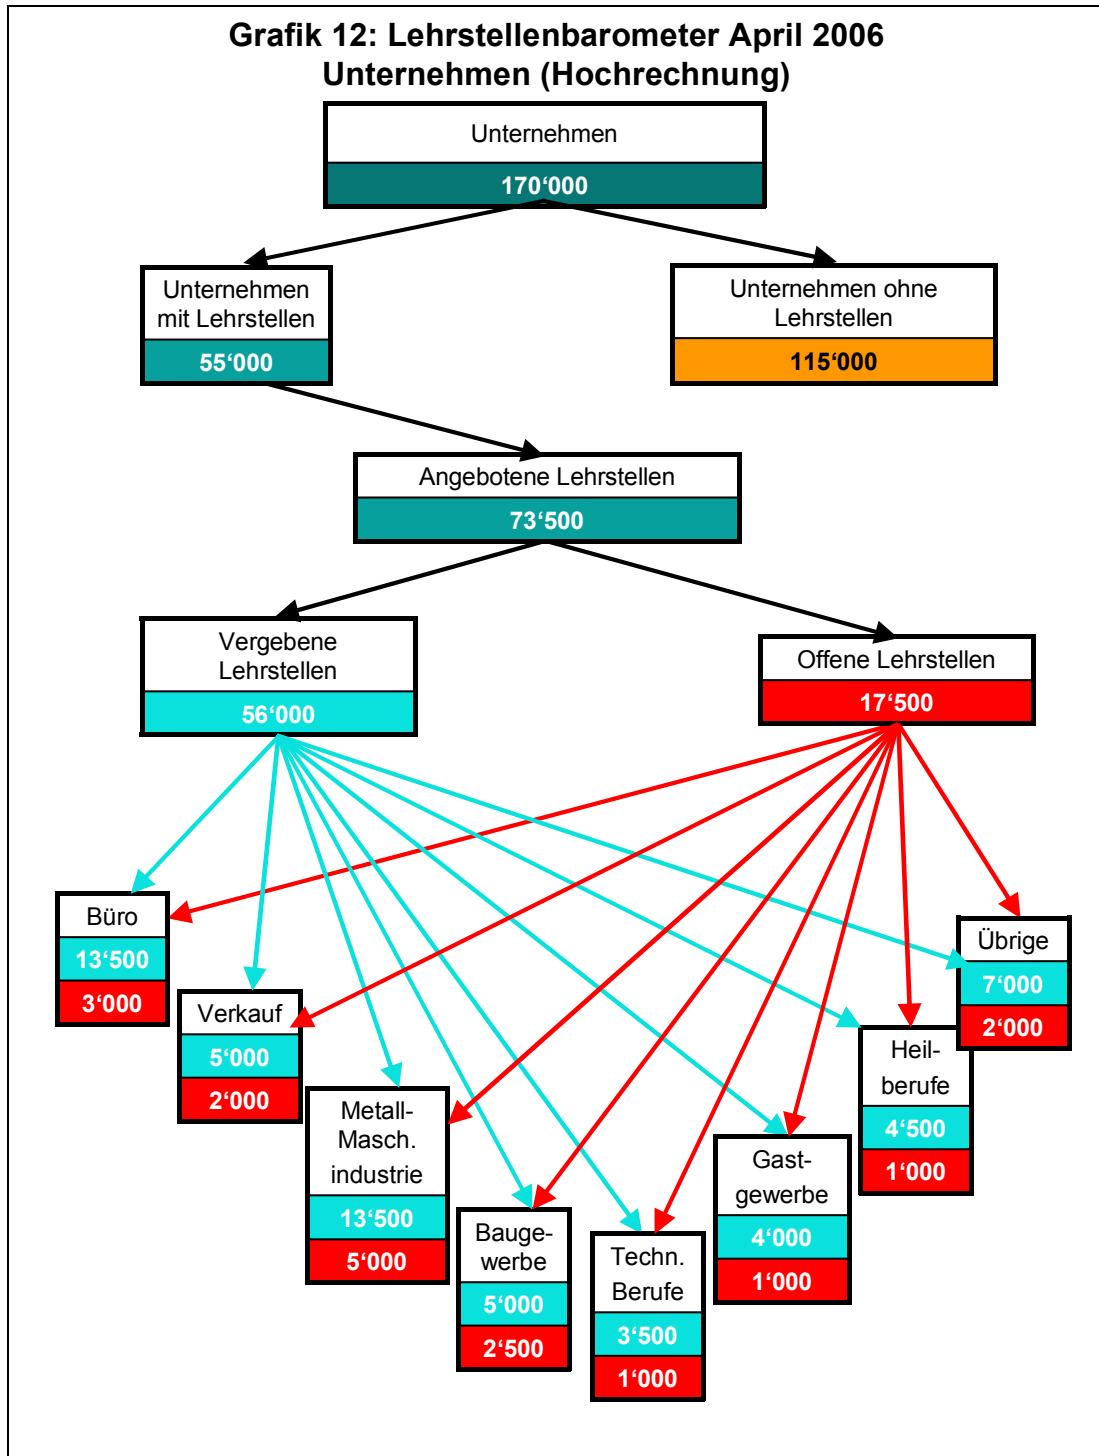 Grafik 12: Lehrstellenbarometer April 2006
Unternehmen (Hochrechnung)
Unternehmen
170‘000
Unternehmen
mit Lehrstellen
55‘000
Unternehmen ohne
Lehrstellen
115‘000
Angebotene Lehrstellen
73‘500
Vergebene
Lehrstellen
56‘000
Offene Lehrstellen
17‘500
Büro
13‘500
3‘000
Verkauf
5‘000
2‘000
Metall-
Masch.
industrie
13‘500
5‘000
Bauge-
werbe
5‘000
2‘500
Techn.
Berufe
3‘500
1‘000
Gast-
gewerbe
4‘000
1‘000
Heil-
berufe
4‘500
1‘000
Übrige
7‘000
2‘000